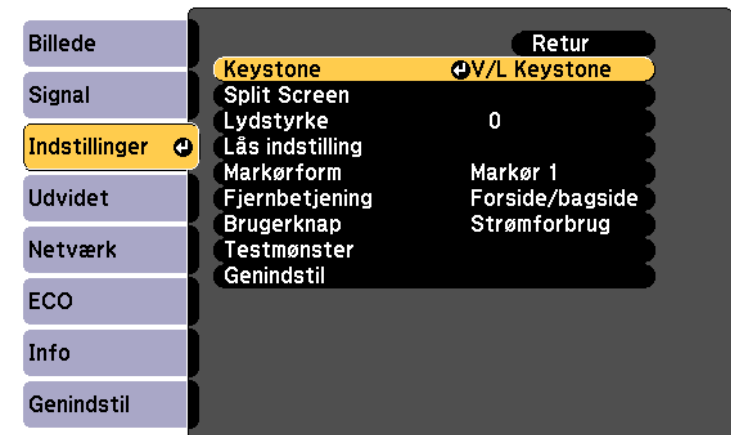 Billede
Signal
Indstillinger
Udvidet
Netværk
ECO
Info
Genindstil
Retur
Keystone V/L Keystone
Split Screen
Lydstyrke 0
Lås indstilling
Markørform Markør 1
Fjernbetjening Forside/bagside
Brugerknap Strømforbrug
Testmønster
Genindstil